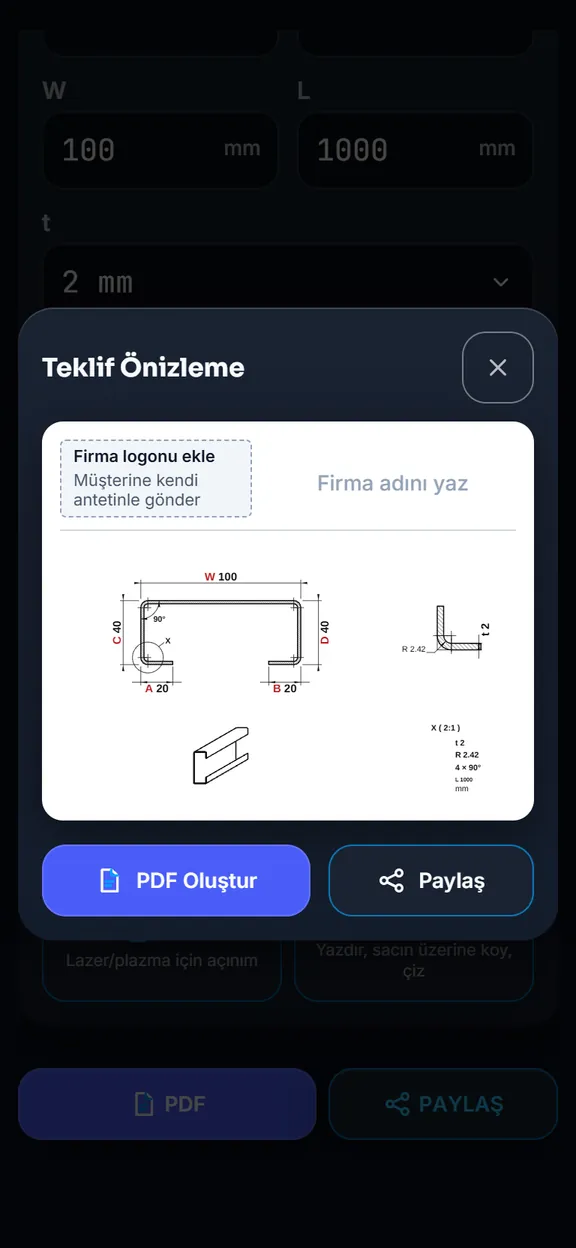 W
L
100 mm
1000 mm
t
2 mm
Teklif Önizleme
Firma logonu ekle
Müşterine kendi
antetinle gönder
Firma adını yaz
W 100
90°
C 40
D 40
X
A 20
B 20
t 2
R 2.42
X ( 2:1 )
t 2
R 2.42
4 × 90°
L 1000
mm
PDF Oluştur
Paylaş
Lazer/plazma için açınım
Yazdır, sacın üzerine koy,
çiz
PDF
PAYLAŞ